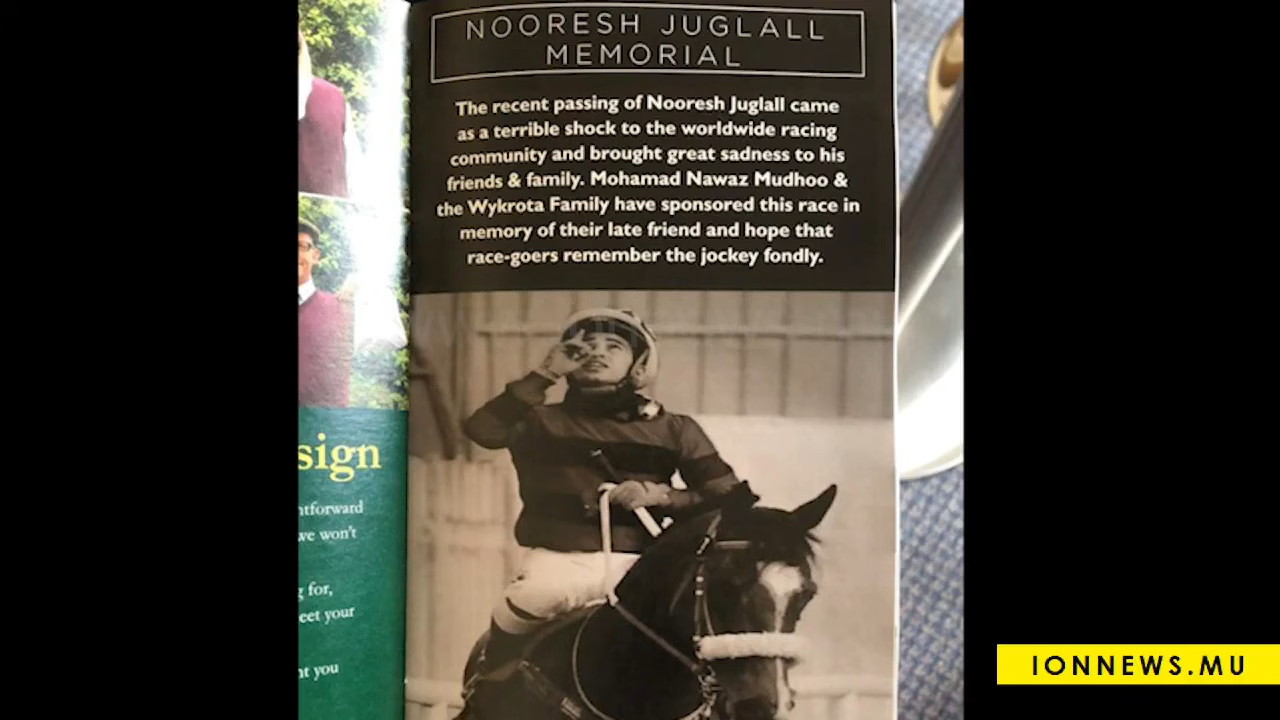 NOORESH JUGLALL
MEMORIAL
The recent passing of Nooresh Juglall came
as a terrible shock to the worldwide racing
community and brought great sadness to his
friends & family. Mohamad Nawaz Mudhoo &
the Wykrota Family have sponsored this race in
memory of their late friend and hope that
race-goers remember the jockey fondly.
sign
ntforward
we won't
g for,
eet your
nt you
IONNEWS.MU